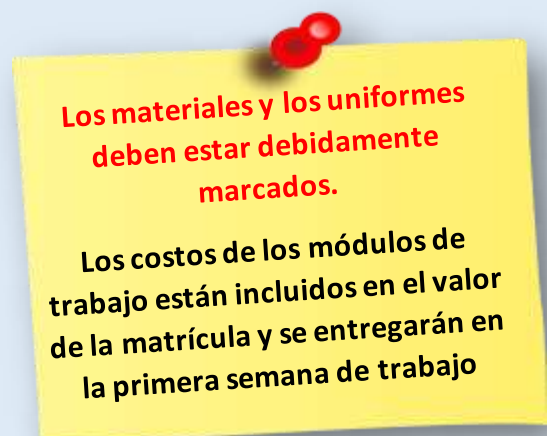 Los materiales y los uniformes
deben estar debidamente
marcados.
Los costos de los módulos de
trabajo están incluidos en el valor
de la matrícula y se entregarán en
la primera semana de trabajo